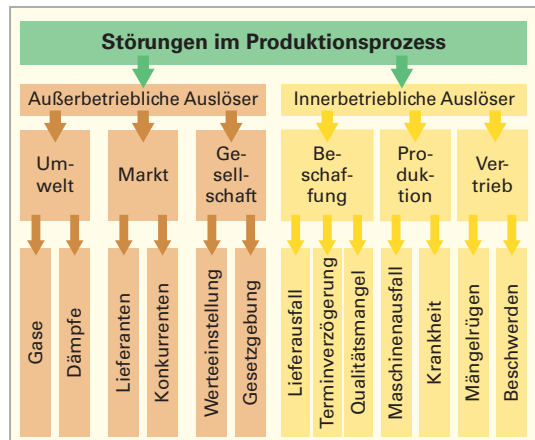 Störungen im Produktionsprozess
Außerbetriebliche Auslöser
Innerbetriebliche Auslöser
Um-
welt
Markt
Ge-
sell-
schaft
Be-
schaf-
fung
Pro-
duk-
tion
Ver-
trieb
Gase
Dämpfe
Lieferanten
Konkurrenten
Werteeinstellung
Gesetzgebung
Lieferausfall
Terminverzögerung
Qualitätsmangel
Maschinenausfall
Krankheit
Mängelrügen
Beschwerden